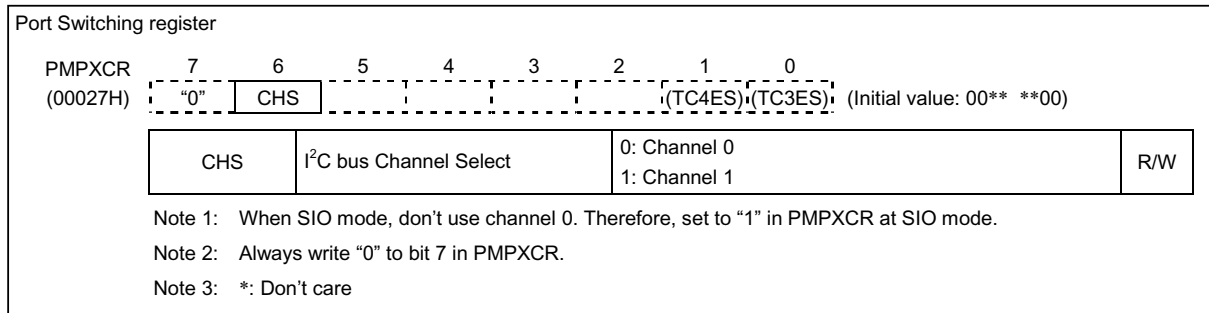 Port Switching register
PMPXCR 7 6 5 4 3 2 1 0
(00027H) “0” CHS (TC4ES) (TC3ES) (Initial value: 00** **00)
CHS I²C bus Channel Select 0: Channel 0 R/W
1: Channel 1
Note 1: When SIO mode, don’t use channel 0. Therefore, set to “1” in PMPXCR at SIO mode.
Note 2: Always write “0” to bit 7 in PMPXCR.
Note 3: *: Don’t care